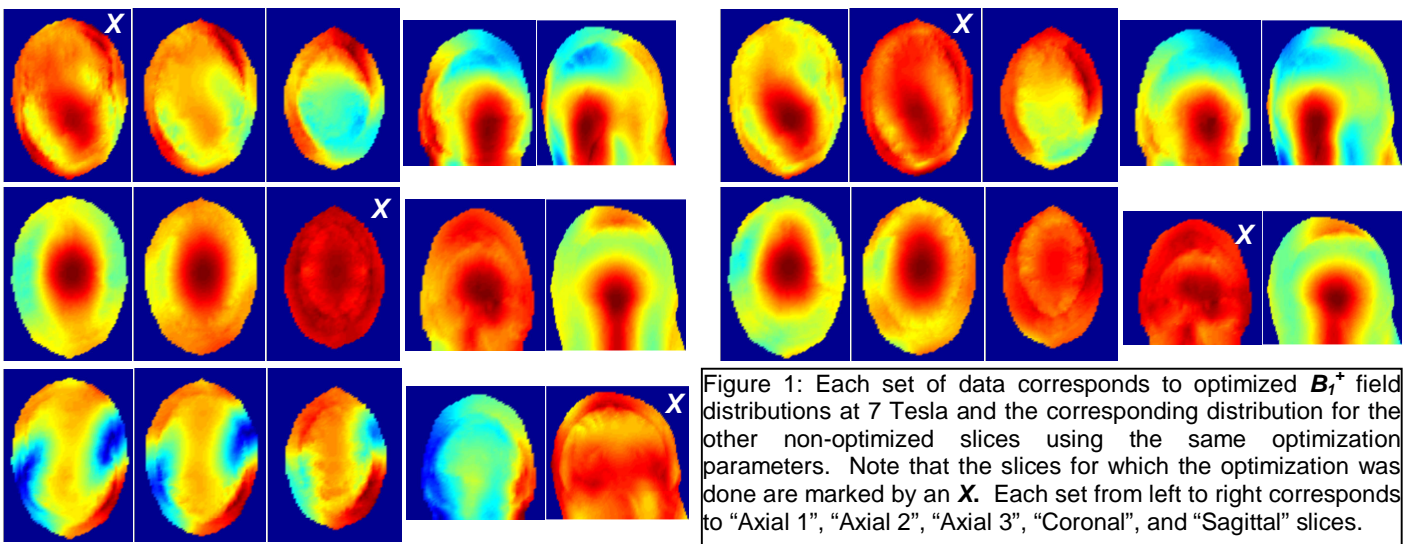 X
X
X
X
X
Figure 1: Each set of data corresponds to optimized B₁⁺ field
distributions at 7 Tesla and the corresponding distribution for the
other non-optimized slices using the same optimization
parameters. Note that the slices for which the optimization was
done are marked by an X. Each set from left to right corresponds
to “Axial 1”, “Axial 2”, “Axial 3”, “Coronal”, and “Sagittal” slices.